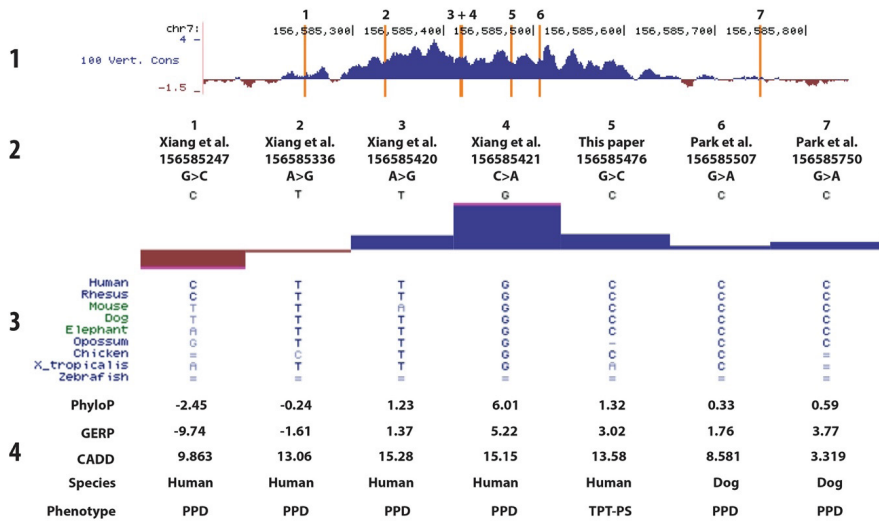 1 2 3 + 4 5 6 7
chr7: 156,585,300| 156,585,400| 156,585,500| 156,585,600| 156,585,700| 156,585,800|
1
4 _
100 Vert. Cons
-1.5 _
2
1 2 3 4 5 6 7
Xiang et al. Xiang et al. Xiang et al. Xiang et al. This paper Park et al. Park et al.
156585247 156585336 156585420 156585421 156585476 156585507 156585750
G>C A>G A>G C>A G>C G>A G>A
C T T G C C C
3
Human C T T G C C C
Rhesus C T T G C C C
Mouse T T A G C C C
Dog T T T G C C C
Elephant A T T G C C C
Opossum G T T G - C C
Chicken = C T G C C =
X_tropicalis A T T G A C =
Zebrafish = = = = = = =
4
PhyloP -2.45 -0.24 1.23 6.01 1.32 0.33 0.59
GERP -9.74 -1.61 1.37 5.22 3.02 1.76 3.77
CADD 9.863 13.06 15.28 15.15 13.58 8.581 3.319
Species Human Human Human Human Human Dog Dog
Phenotype PPD PPD PPD PPD TPT-PS PPD PPD